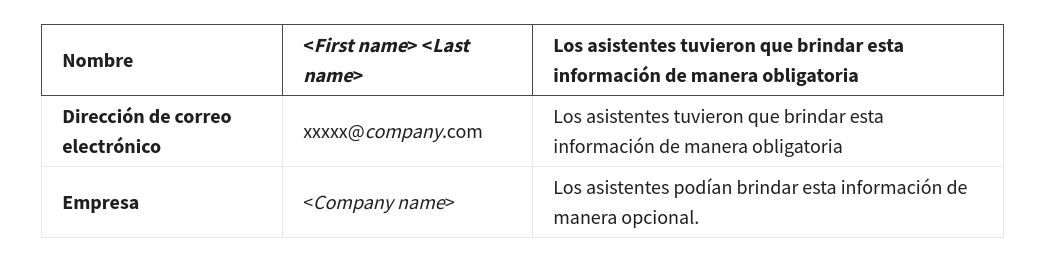 Nombre
<First name> <Last
name>
Los asistentes tuvieron que brindar esta
información de manera obligatoria
Dirección de correo
electrónico
xxxxx@company.com
Los asistentes tuvieron que brindar esta
información de manera obligatoria
Empresa
<Company name>
Los asistentes podían brindar esta información de
manera opcional.